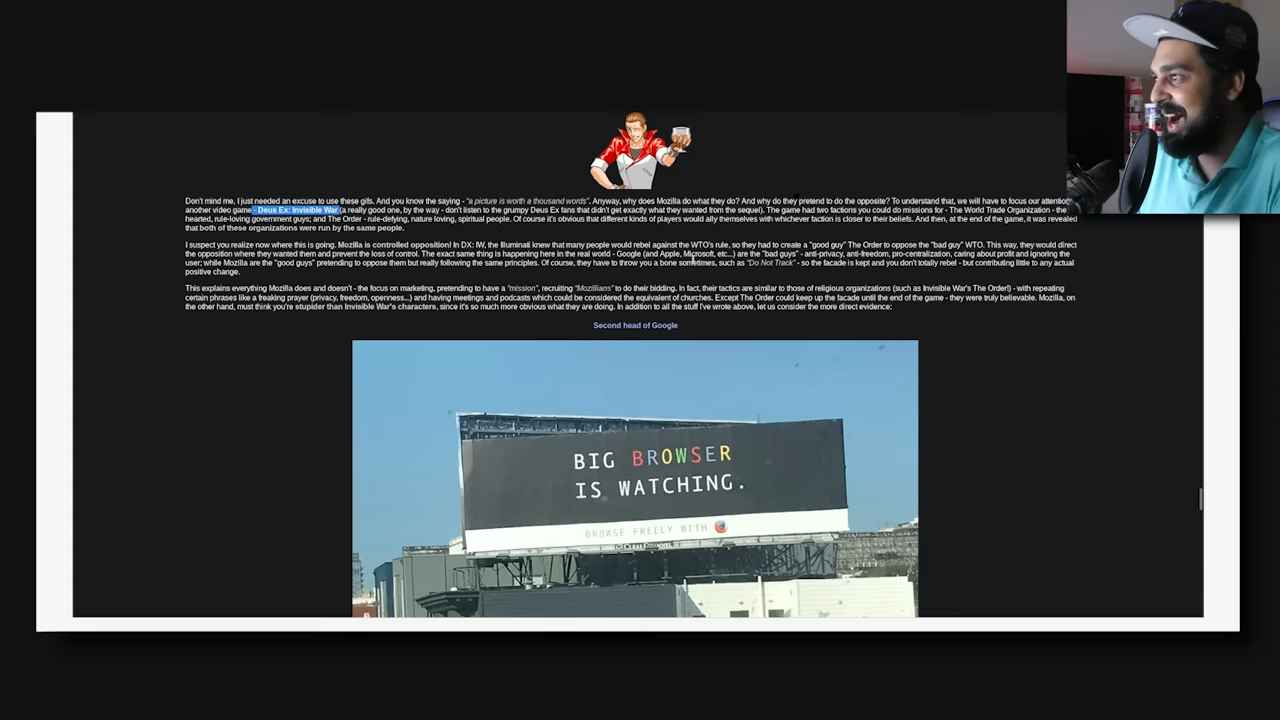 Don't mind me, I just needed an excuse to use these gifs. And you know the saying - "a picture is worth a thousand words". Anyway, why does Mozilla do what they do? And why do they pretend to do the opposite? To understand that, we will have to focus our attention
another video game - Deus Ex: Invisible War (a really good one, by the way - don't listen to the grumpy Deus Ex fans that didn't get exactly what they wanted from the sequel!). The game had two factions you could do missions for - The World Trade Organization - the
hearted, rule-loving government guys; and The Order - rule-defying, nature loving, spiritual people. Of course it's obvious that different kinds of players would ally themselves with whichever faction is closer to their beliefs. And then, at the end of the game, it was revealed
that both of these organizations were run by the same people.
I suspect you realize now where this is going. Mozilla is controlled opposition! In DX: IW, the Illuminati knew that many people would rebel against the WTO's rule, so they had to create a "good guy" The Order to oppose the "bad guy" WTO. This way, they would direct
the opposition where they wanted them and prevent the loss of control. The exact same thing is happening here in the real world - Google (and Apple, Microsoft, etc...) are the "bad guys" - anti-privacy, anti-freedom, pro-centralization, caring about profit and ignoring the
user; while Mozilla are the "good guys" pretending to oppose them but really following the same principles. Of course, they have to throw you a bone sometimes, such as "Do Not Track" - so the facade is kept and you don't totally rebel - but contributing little to any actual
positive change.
This explains everything Mozilla does and doesn't - the focus on marketing, pretending to have a "mission", recruiting "Mozillians" to do their bidding. In fact, their tactics are similar to those of religious organizations (such as Invisible War's The Order!) - with repeating
certain phrases like a freaking prayer (privacy, freedom, openness...) and having meetings and podcasts which could be considered the equivalent of churches. Except The Order could keep up the facade until the end of the game - they were truly believable. Mozilla, on
the other hand, must think you're stupider than Invisible War's characters, since it's so much more obvious what they are doing. In addition to all the stuff I've wrote above, let us consider the more direct evidence:
Second head of Google
BIG BROWSER
IS WATCHING.
BROWSE FREELY WITH
CLEAR CHANNEL